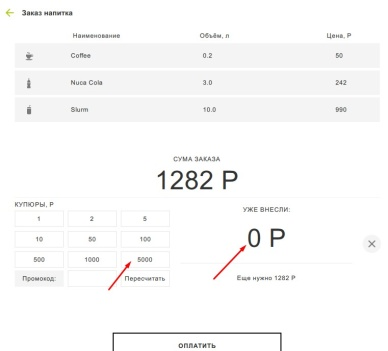 Заказ напитка
Наименование Объём, л Цена, Р
Coffee 0.2 50
Nuca Cola 3.0 242
Slurm 10.0 990
СУМА ЗАКАЗА
1282 Р
КУПЮРЫ, Р
УЖЕ ВНЕСЛИ:
1 2 5
10 50 100
0 Р
500 1000 5000
Промокод: Пересчитать
Еще нужно 1282 Р
ОПЛАТИТЬ